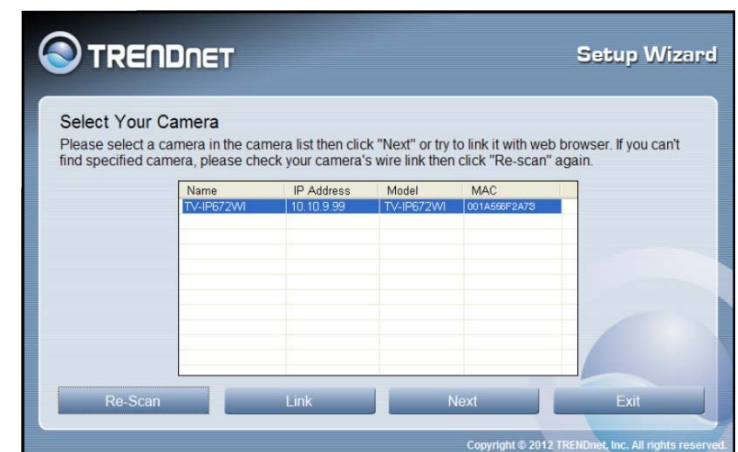 TRENDNET
Setup Wizard
Select Your Camera
Please select a camera in the camera list then click "Next" or try to link it with web browser. If you can't
find specified camera, please check your camera's wire link then click "Re-scan" again.
Name IP Address Model MAC
TV-IP672WI 10.10.9.99 TV-IP672WI 001A556F2A73
Re-Scan Link Next Exit
Copyright © 2012 TRENDnet, Inc. All rights reserved.